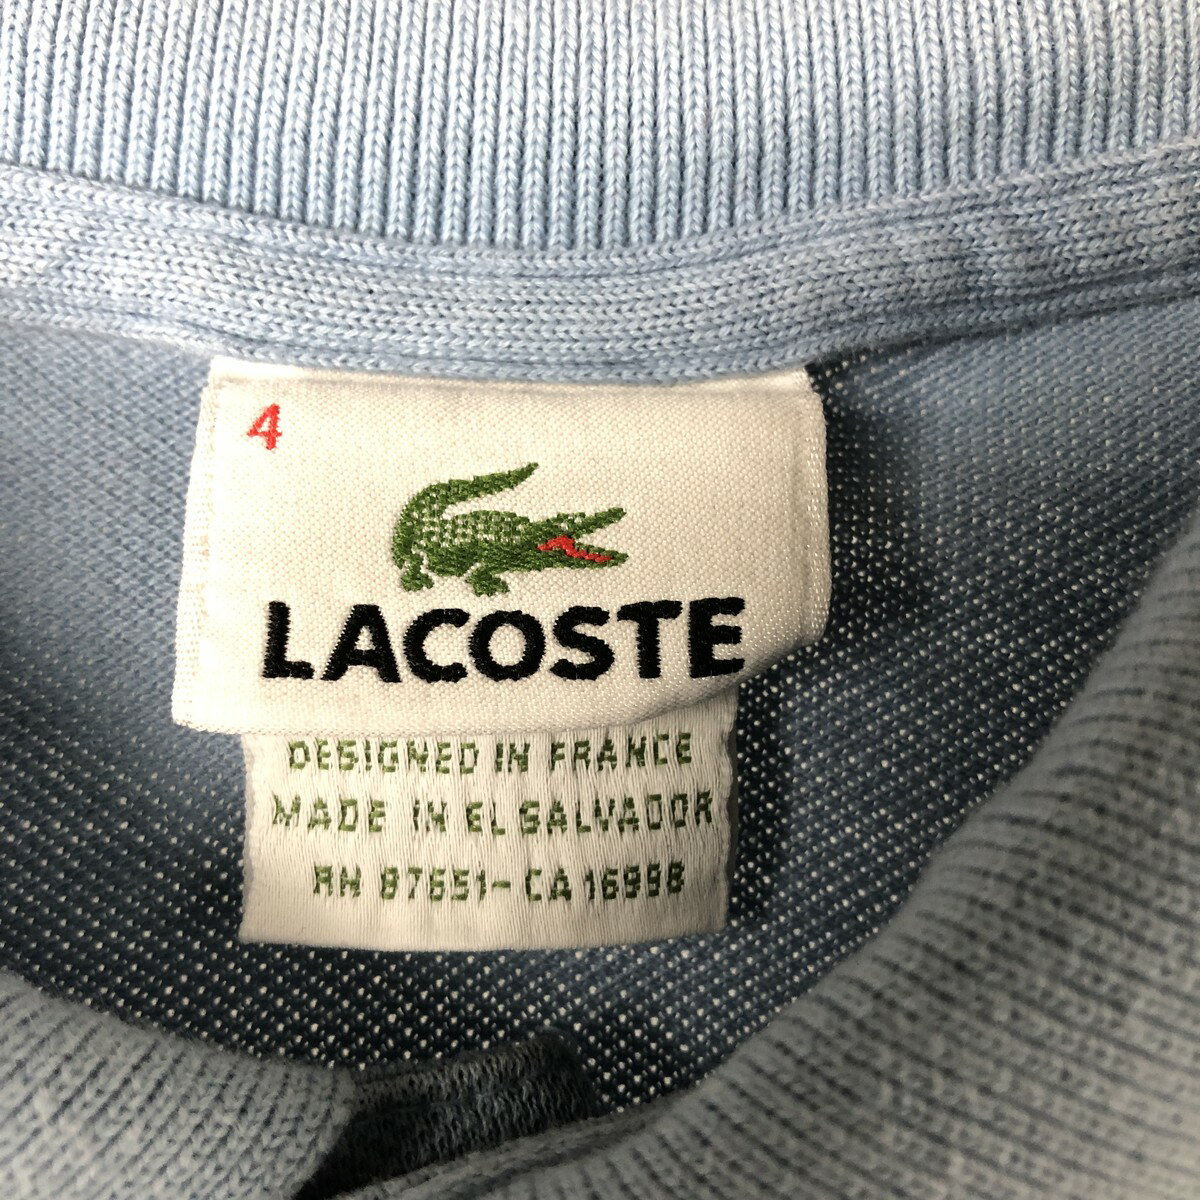 4
LACOSTE
DESIGNED IN FRANCE
MADE IN EL SALVADOR
RN 87651-CA 16998